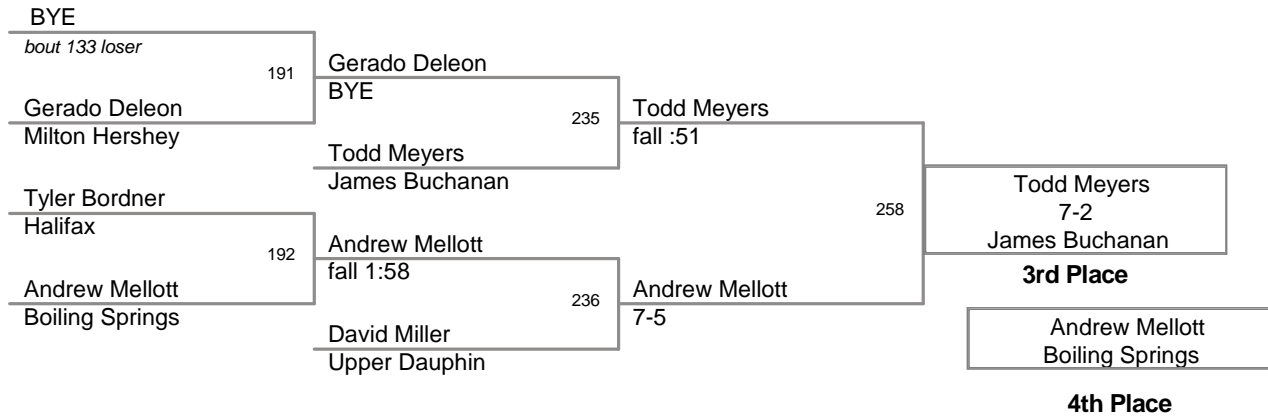 BYE
bout 133 loser
191
Gerado Deleon
Milton Hershey
Gerado Deleon
BYE
235
Todd Meyers
James Buchanan
Todd Meyers
fall :51
Tyler Bordner
Halifax
192
Andrew Mellott
Boiling Springs
Andrew Mellott
fall 1:58
236
David Miller
Upper Dauphin
Andrew Mellott
7-5
258
Todd Meyers
7-2
James Buchanan
3rd Place
Andrew Mellott
Boiling Springs
4th Place